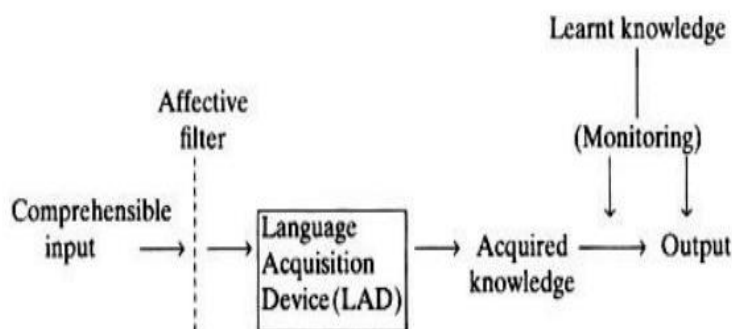 Learnt knowledge
Affective
filter
(Monitoring)
Comprehensible
input
Language
Acquisition
Device (LAD)
Acquired
knowledge
Output